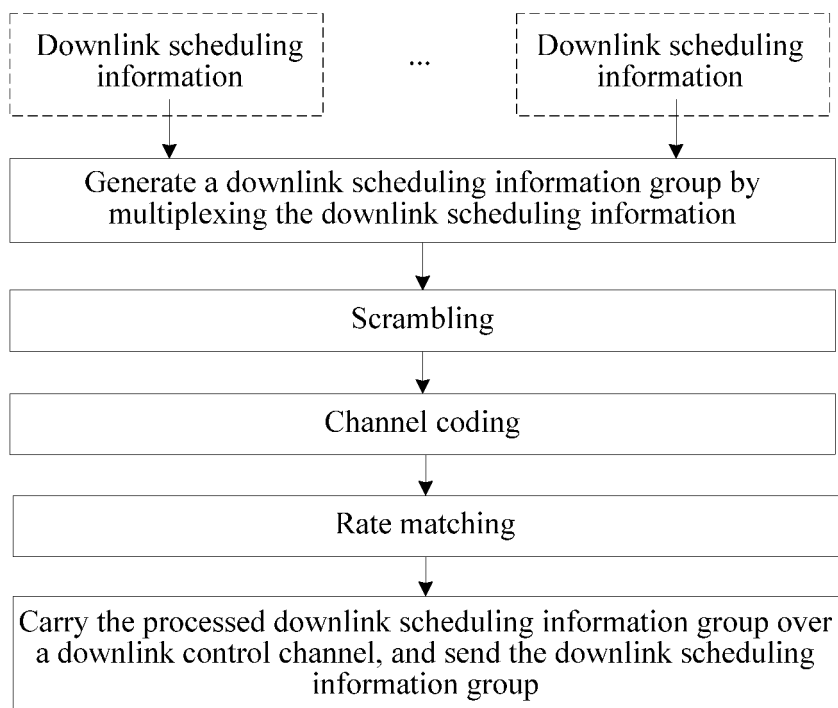 Downlink scheduling
information
...
Downlink scheduling
information
Generate a downlink scheduling information group by
multiplexing the downlink scheduling information
Scrambling
Channel coding
Rate matching
Carry the processed downlink scheduling information group over
a downlink control channel, and send the downlink scheduling
information group